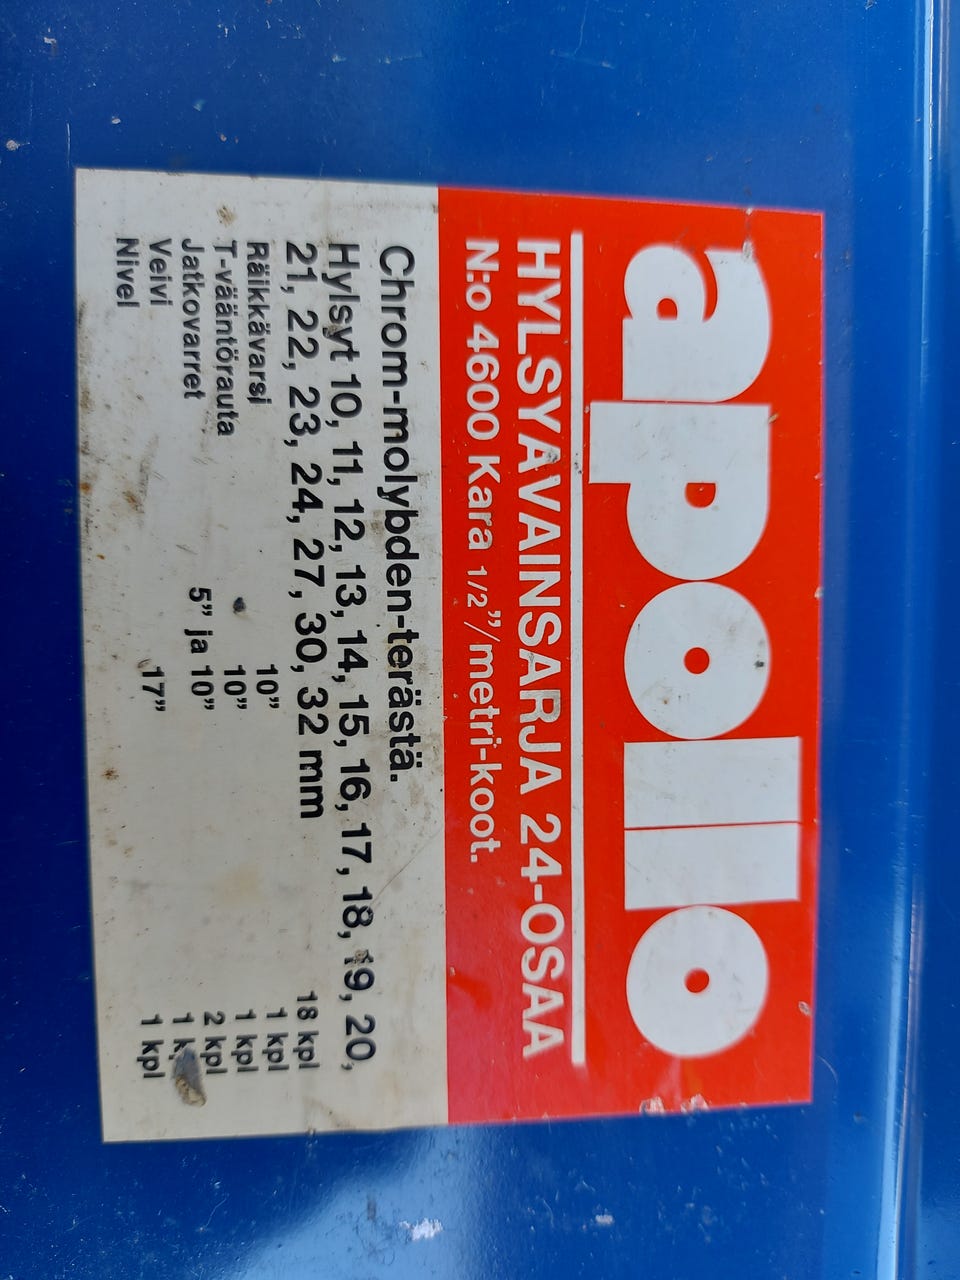 apollo
HYLSYAVAINSARJA 24-OSAA
N:o 4600 Kara 1/2”/metri-koot.
Chrom-molybden-terästä.
Hylsyt 10, 11, 12, 13, 14, 15, 16, 17, 18, 19, 20,
21, 22, 23, 24, 27, 30, 32 mm 18 kpl
Räikkävarsi 10” 1 kpl
T-vääntörauta 10” 1 kpl
Jatkovarret 5” ja 10” 2 kpl
Veivi 17” 1 kpl
Nivel 1 kpl